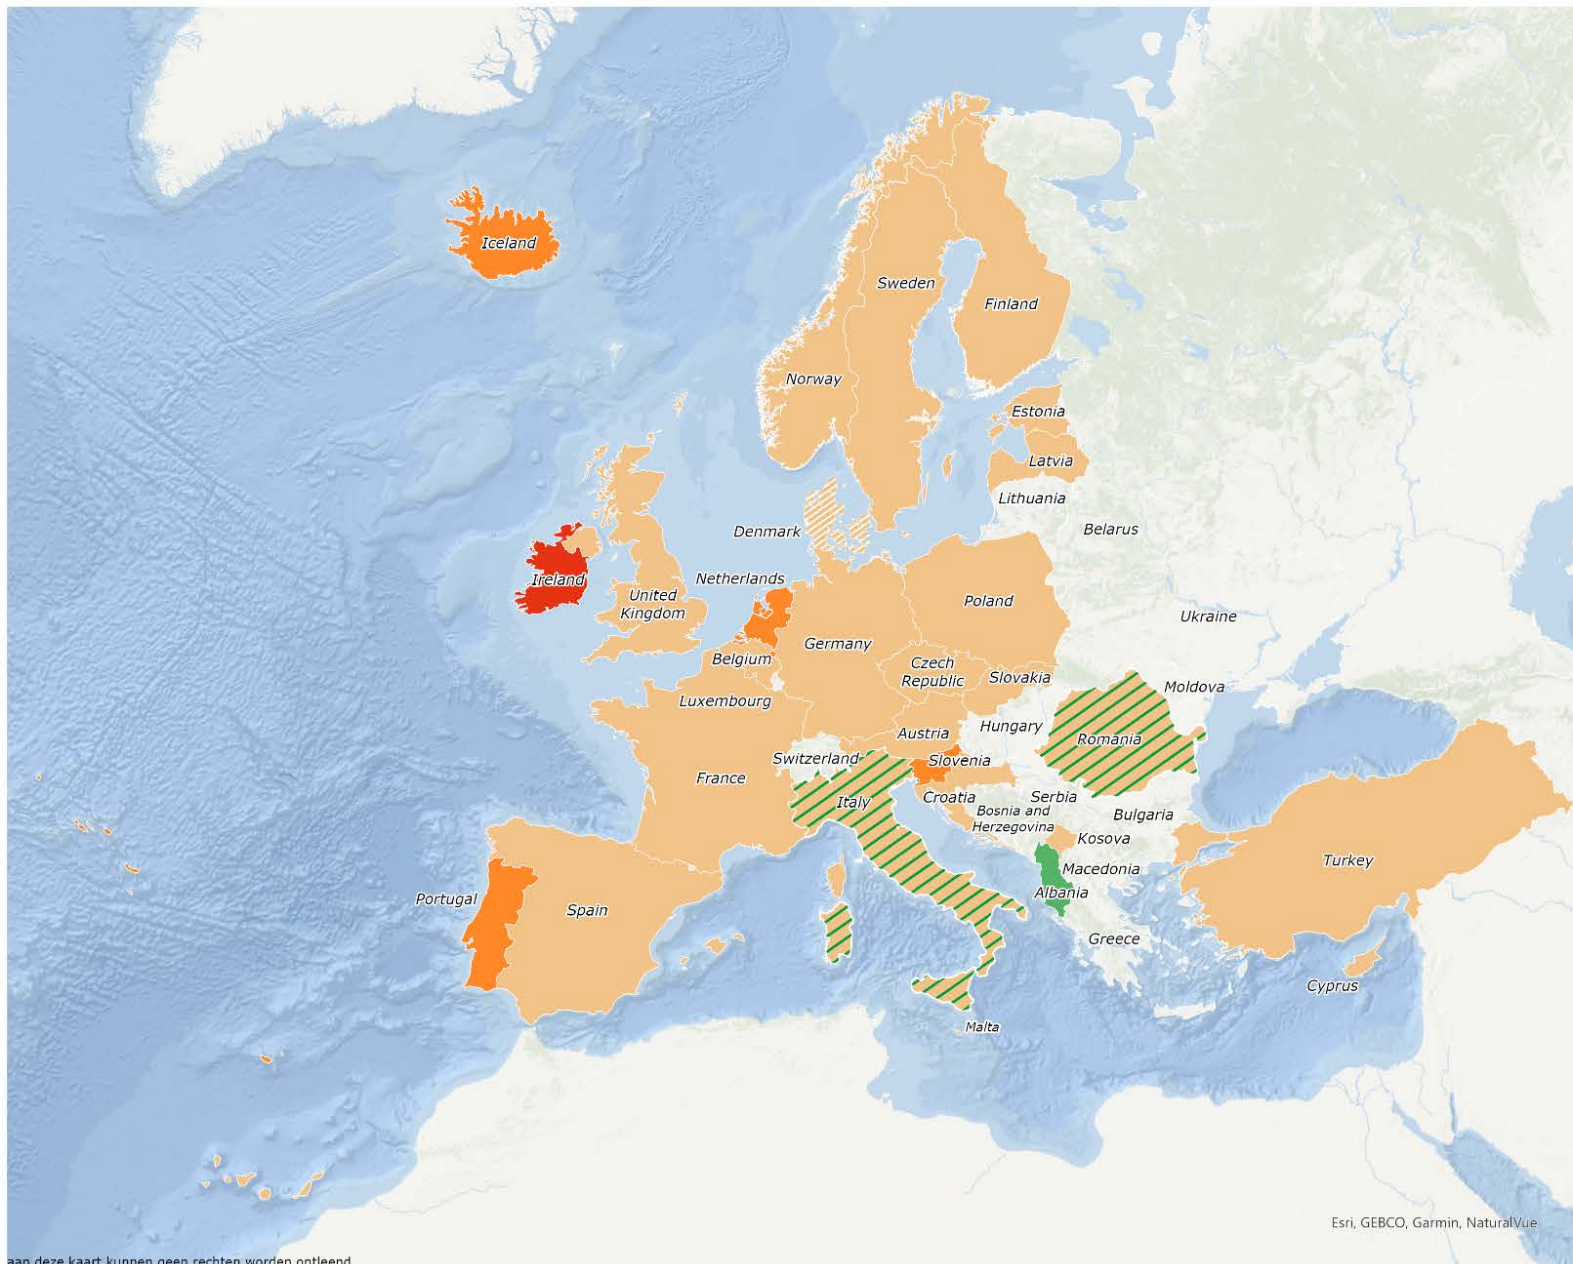 Iceland
Sweden
Finland
Norway
Estonia
Latvia
Lithuania
Denmark
Belarus
Netherlands
Ireland
United
Kingdom
Poland
Ukraine
Germany
Belgium
Czech
Republic
Slovakia
Moldova
Luxembourg
Austria
Hungary
Romania
Switzerland
Slovenia
France
Italy
Croatia
Serbia
Bosnia and
Herzegovina
Bulgaria
Kosova
Turkey
Macedonia
Albania
Portugal
Spain
Greece
Cyprus
Malta
Esri, GEBCO, Garmin, NaturalVue
aan deze kaart kunnen geen rechten worden ontleend